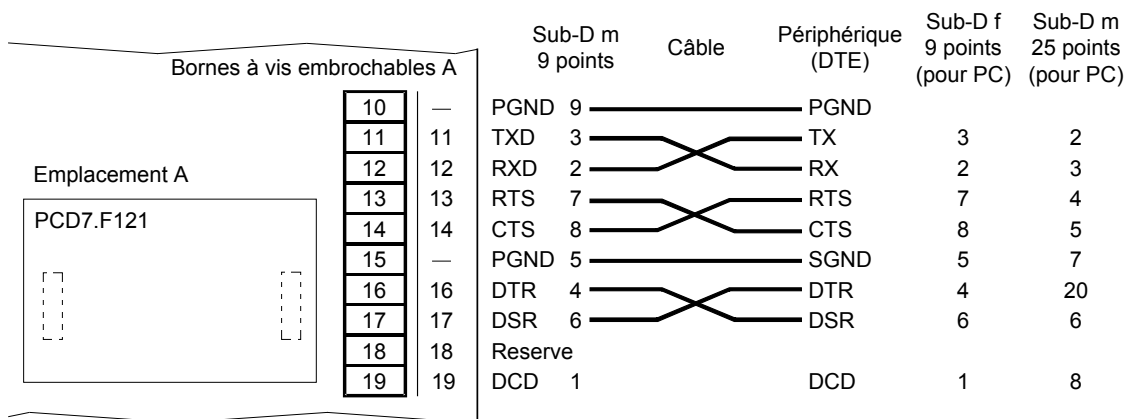 Sub-D m
9 points
Câble
Périphérique
(DTE)
Sub-D f
9 points
(pour PC)
Sub-D m
25 points
(pour PC)
Bornes à vis embrochables A
10 — PGND 9 PGND
11 11 TXD 3 TX 3 2
12 12 RXD 2 RX 2 3
Emplacement A
13 13 RTS 7 RTS 7 4
PCD7.F121
14 14 CTS 8 CTS 8 5
15 — PGND 5 SGND 5 7
16 16 DTR 4 DTR 4 20
17 17 DSR 6 DSR 6 6
18 18 Reserve
19 19 DCD 1 DCD 1 8